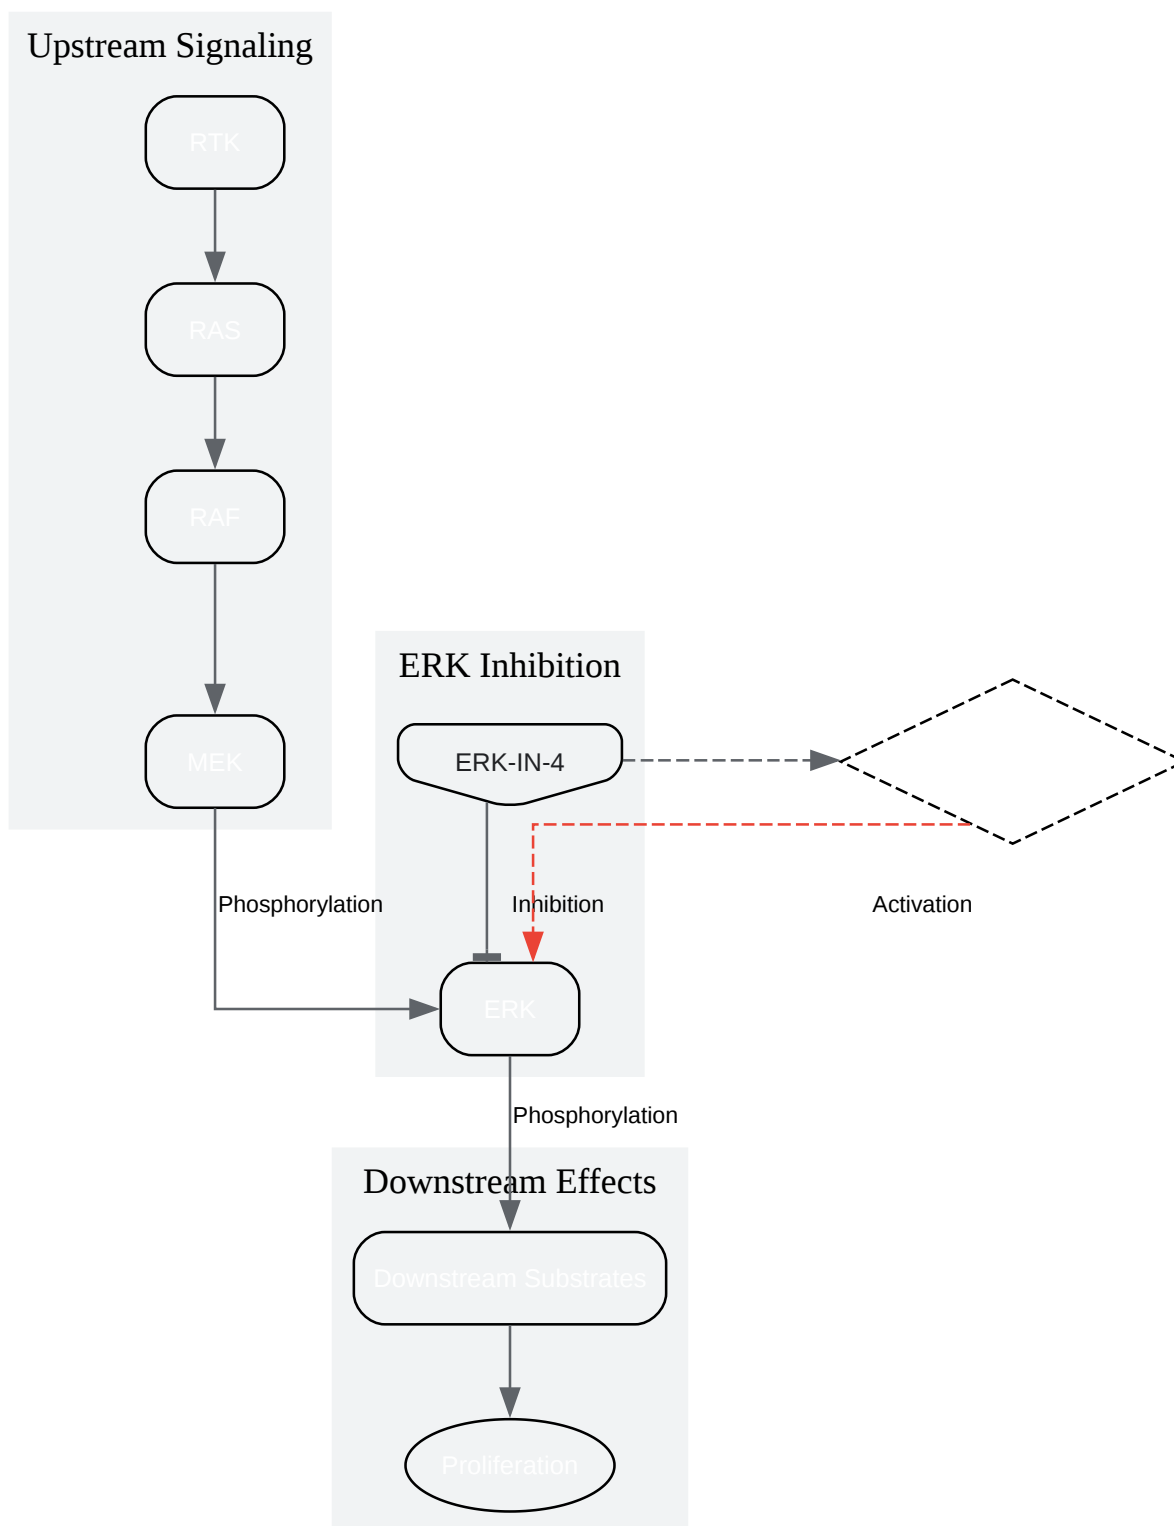 Upstream Signaling
RTK
RAS
RAF
ERK Inhibition
MEK
ERK-IN-4
Phosphorylation
Inhibition
Activation
ERK
Phosphorylation
Downstream Effects
Downstream Substrates
Proliferation